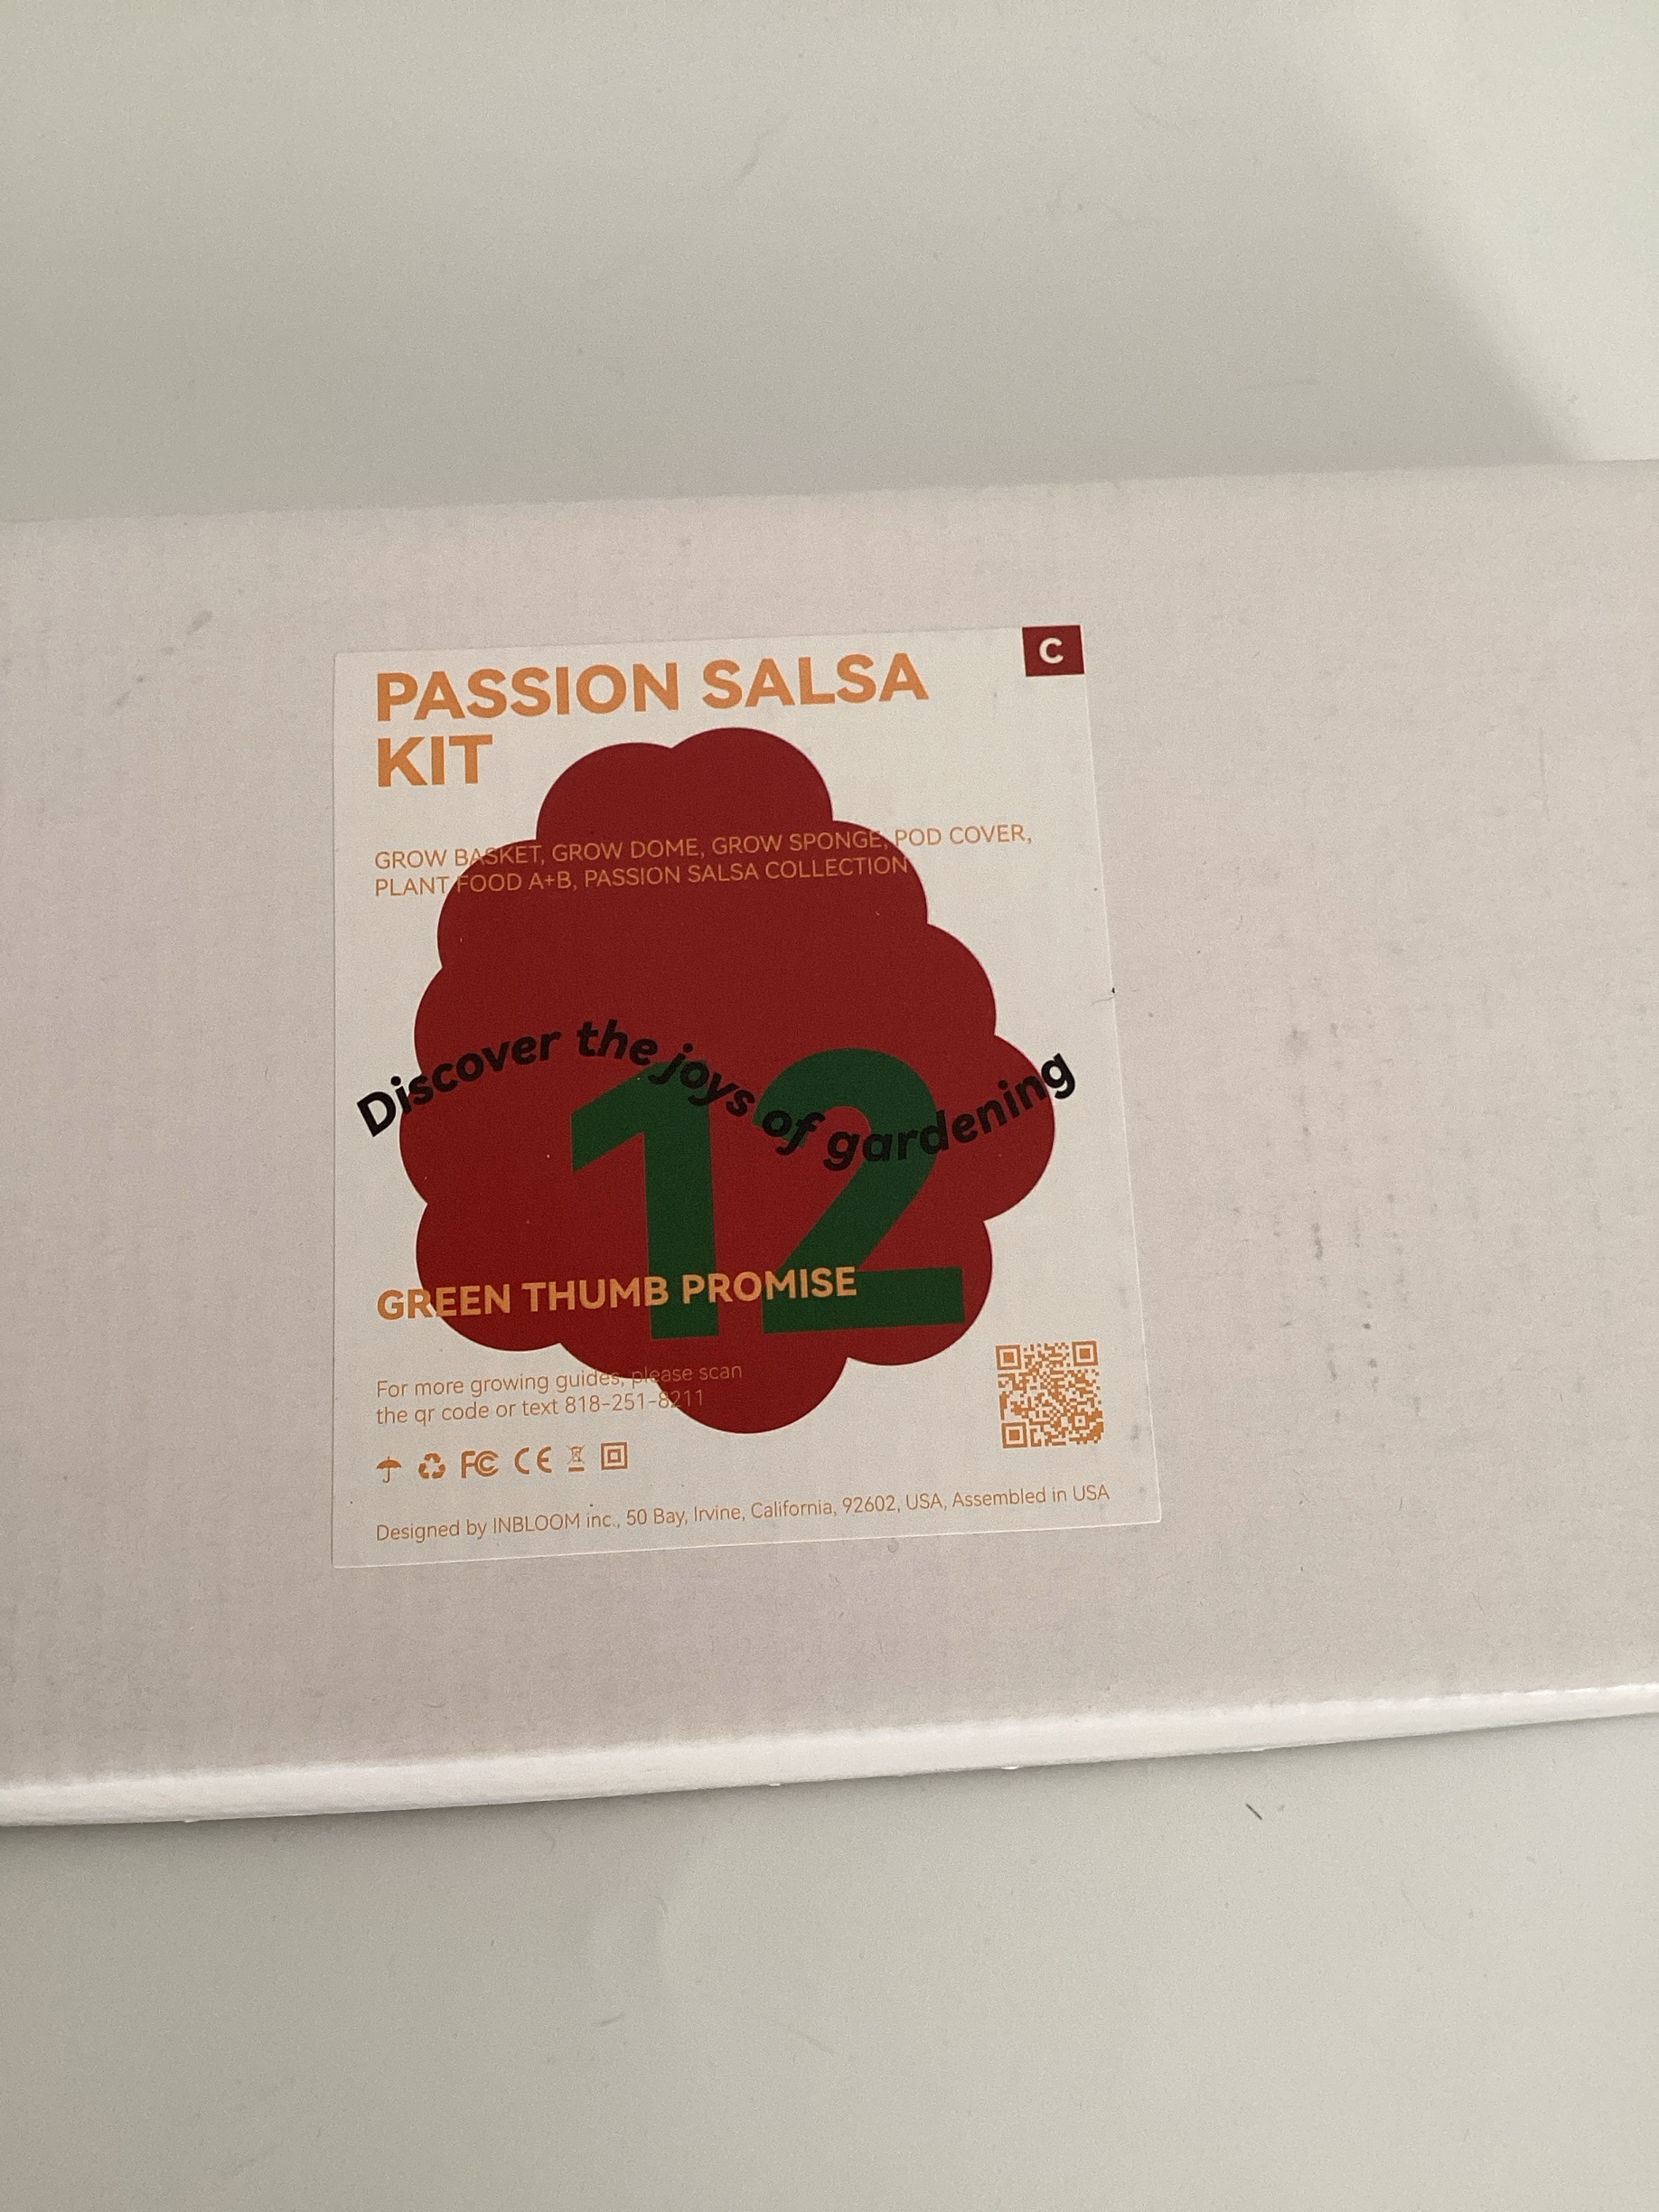 C
PASSION SALSA
KIT
GROW BASKET, GROW DOME, GROW SPONGE, POD COVER,
PLANT FOOD A+B, PASSION SALSA COLLECTION
Discover the joys of gardening
12
GREEN THUMB PROMISE
For more growing guides, please scan
the qr code or text 818-251-8211
FC CE
Designed by INBLOOM inc., 50 Bay, Irvine, California, 92602, USA, Assembled in USA